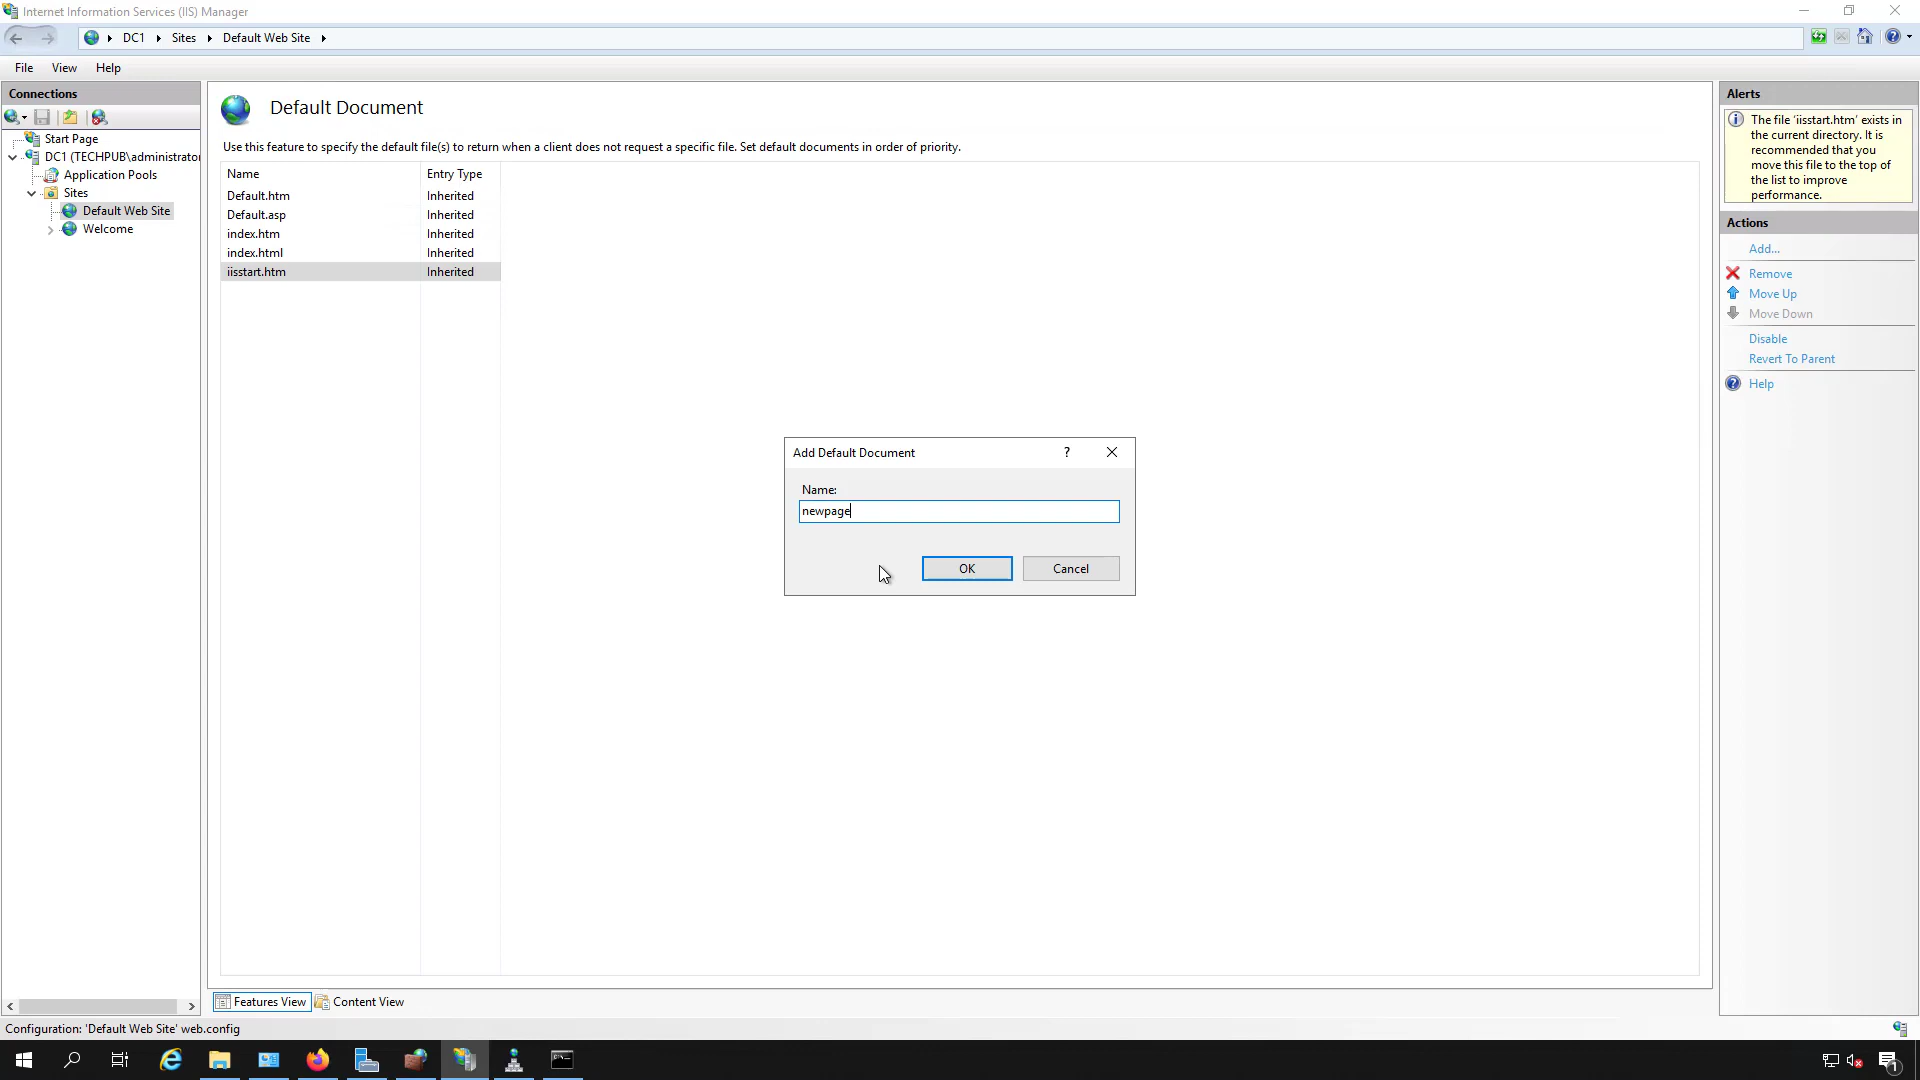 Internet Information Services (IIS) Manager
DC1 Sites Default Web Site
File View Help
Connections
Start Page
DC1 (TECHPUB\administrator
Application Pools
Sites
Default Web Site
Welcome
Default Document
Use this feature to specify the default file(s) to return when a client does not request a specific file. Set default documents in order of priority.
Name Entry Type
Default.htm Inherited
Default.asp Inherited
index.htm Inherited
index.html Inherited
iisstart.htm Inherited
Add Default Document ?
Name:
newpage
OK Cancel
Features View Content View
Alerts
The file 'iisstart.htm' exists in
the current directory. It is
recommended that you
move this file to the top of
the list to improve
performance.
Actions
Add...
Remove
Move Up
Move Down
Disable
Revert To Parent
Help
Configuration: 'Default Web Site' web.config
1